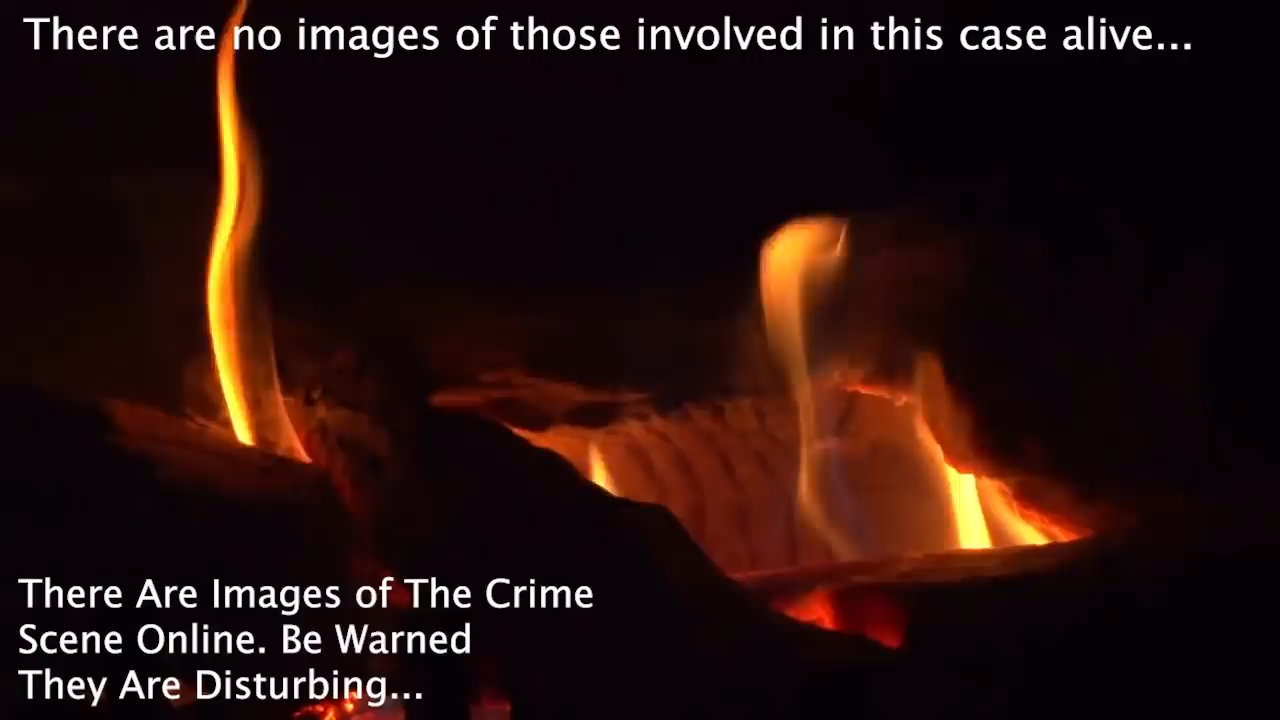 There are no images of those involved in this case alive...
There Are Images of The Crime
Scene Online. Be Warned
They Are Disturbing...